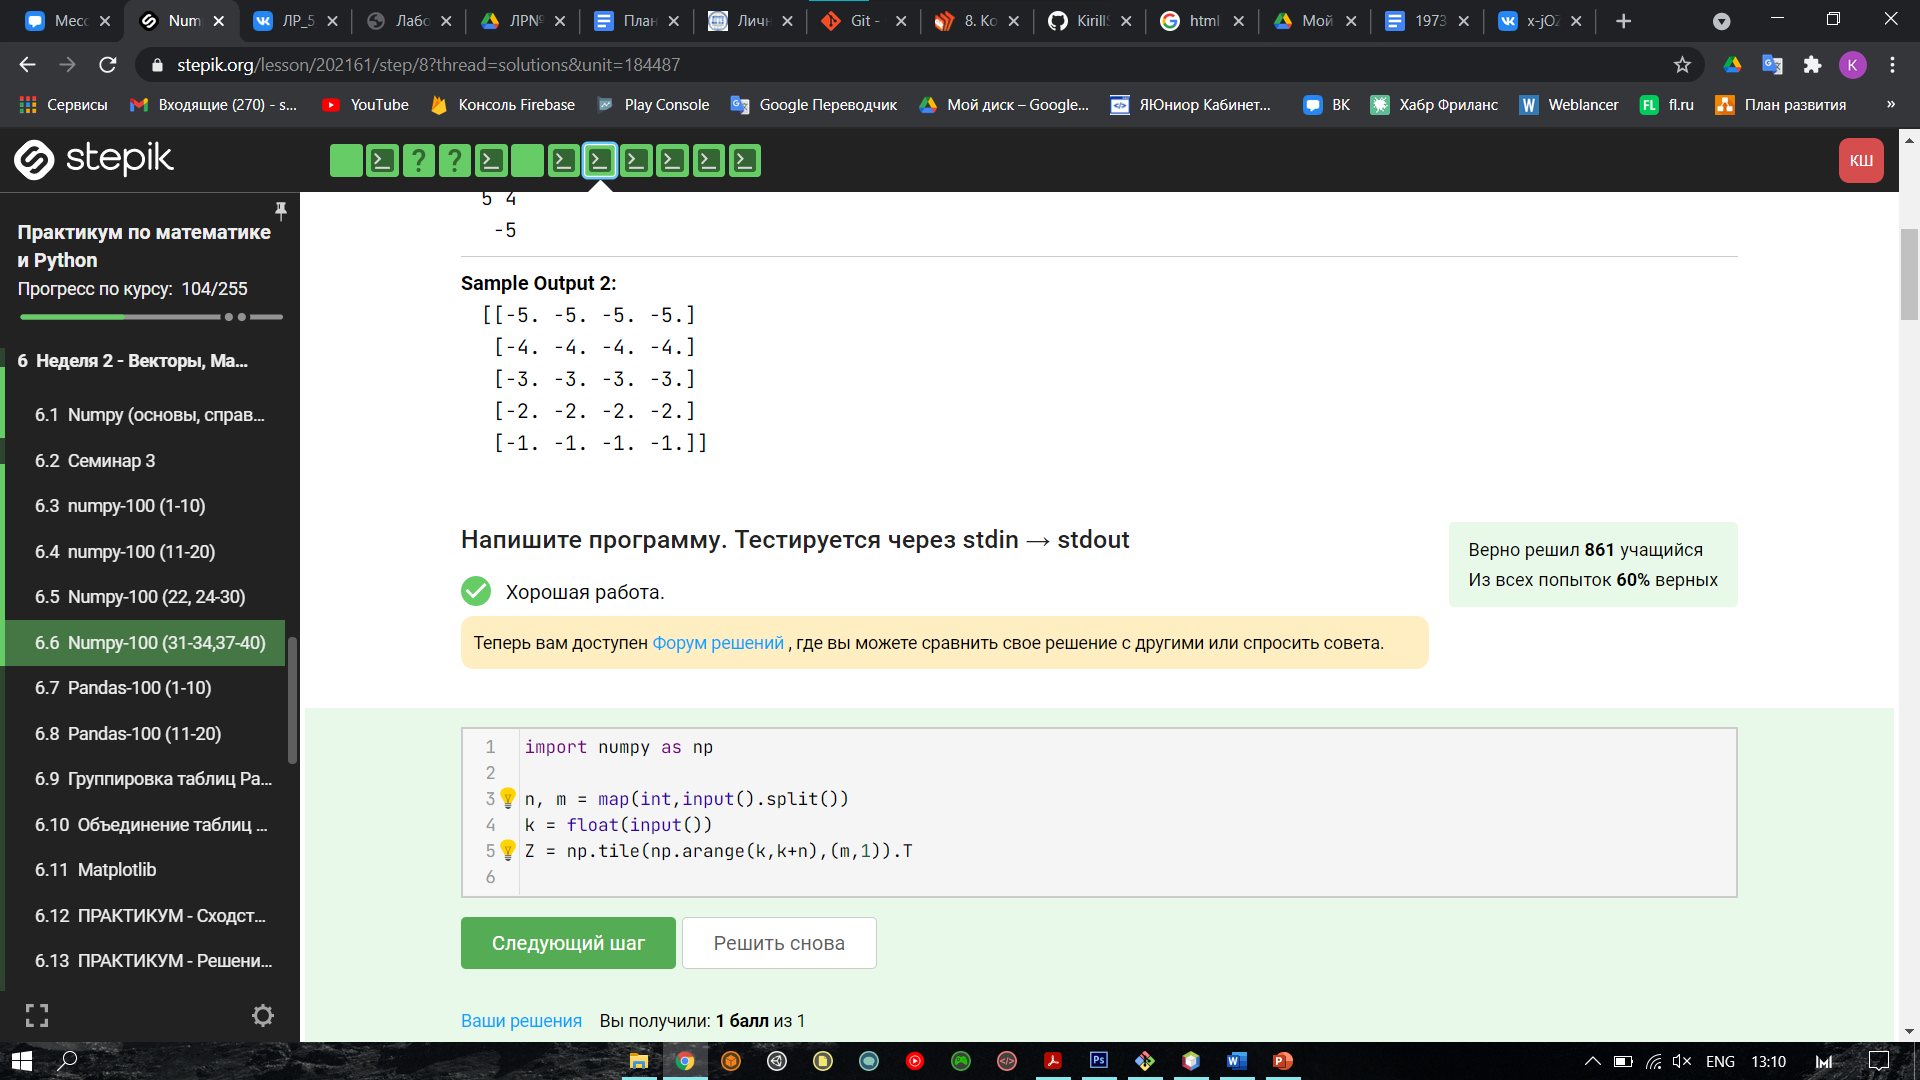 Месс
Num
ЛР_5
Лабо
ЛР№
План
Личн
Git -
8. Ко
KirillS
html
Мой
1973
x-jOZ
stepik.org/lesson/202161/step/8?thread=solutions&unit=184487
K
Сервисы
Входящие (270) - s...
YouTube
Консоль Firebase
Play Console
Google Переводчик
Мой диск – Google...
ЯЮниор Кабинет...
ВК
Хабр Фриланс
Weblancer
fl.ru
План развития
»
stepik
КШ
Практикум по математике
и Python
Прогресс по курсу: 104/255
6 Неделя 2 - Векторы, Ма...
6.1 Numpy (основы, справ...
6.2 Семинар 3
6.3 numpy-100 (1-10)
6.4 numpy-100 (11-20)
6.5 Numpy-100 (22, 24-30)
6.6 Numpy-100 (31-34,37-40)
6.7 Pandas-100 (1-10)
6.8 Pandas-100 (11-20)
6.9 Группировка таблиц Pa...
6.10 Объединение таблиц ...
6.11 Matplotlib
6.12 ПРАКТИКУМ - Сходст...
6.13 ПРАКТИКУМ - Решени...
5 4
-5
Sample Output 2:
[[-5. -5. -5. -5.]
[-4. -4. -4. -4.]
[-3. -3. -3. -3.]
[-2. -2. -2. -2.]
[-1. -1. -1. -1.]]
Напишите программу. Тестируется через stdin → stdout
Верно решил 861 учащийся
Из всех попыток 60% верных
Хорошая работа.
Теперь вам доступен Форум решений , где вы можете сравнить свое решение с другими или спросить совета.
1 import numpy as np
2
3 n, m = map(int,input().split())
4 k = float(input())
5 Z = np.tile(np.arange(k,k+n),(m,1)).T
6
Следующий шаг
Решить снова
Ваши решения Вы получили: 1 балл из 1
ENG
13:10